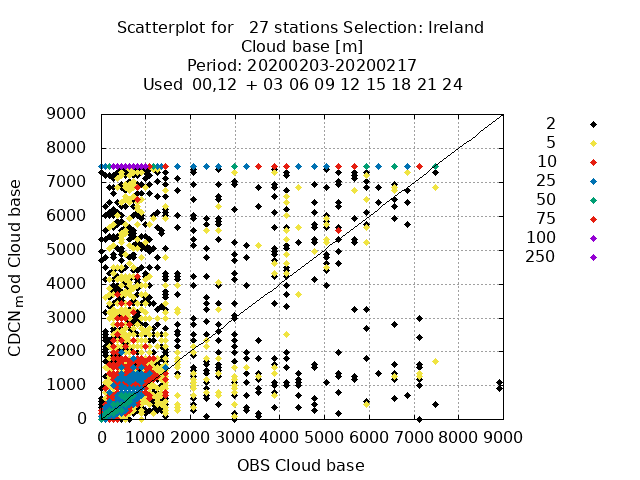 Scatterplot for   27 stations Selection: Ireland
Cloud base [m]
Period: 20200203-20200217
Used  00,12  + 03 06 09 12 15 18 21 24
9000
8000
7000
6000
5000
4000
3000
2000
1000
0
CDCNmod Cloud base
0 1000 2000 3000 4000 5000 6000 7000 8000 9000
OBS Cloud base
2
5
10
25
50
75
100
250